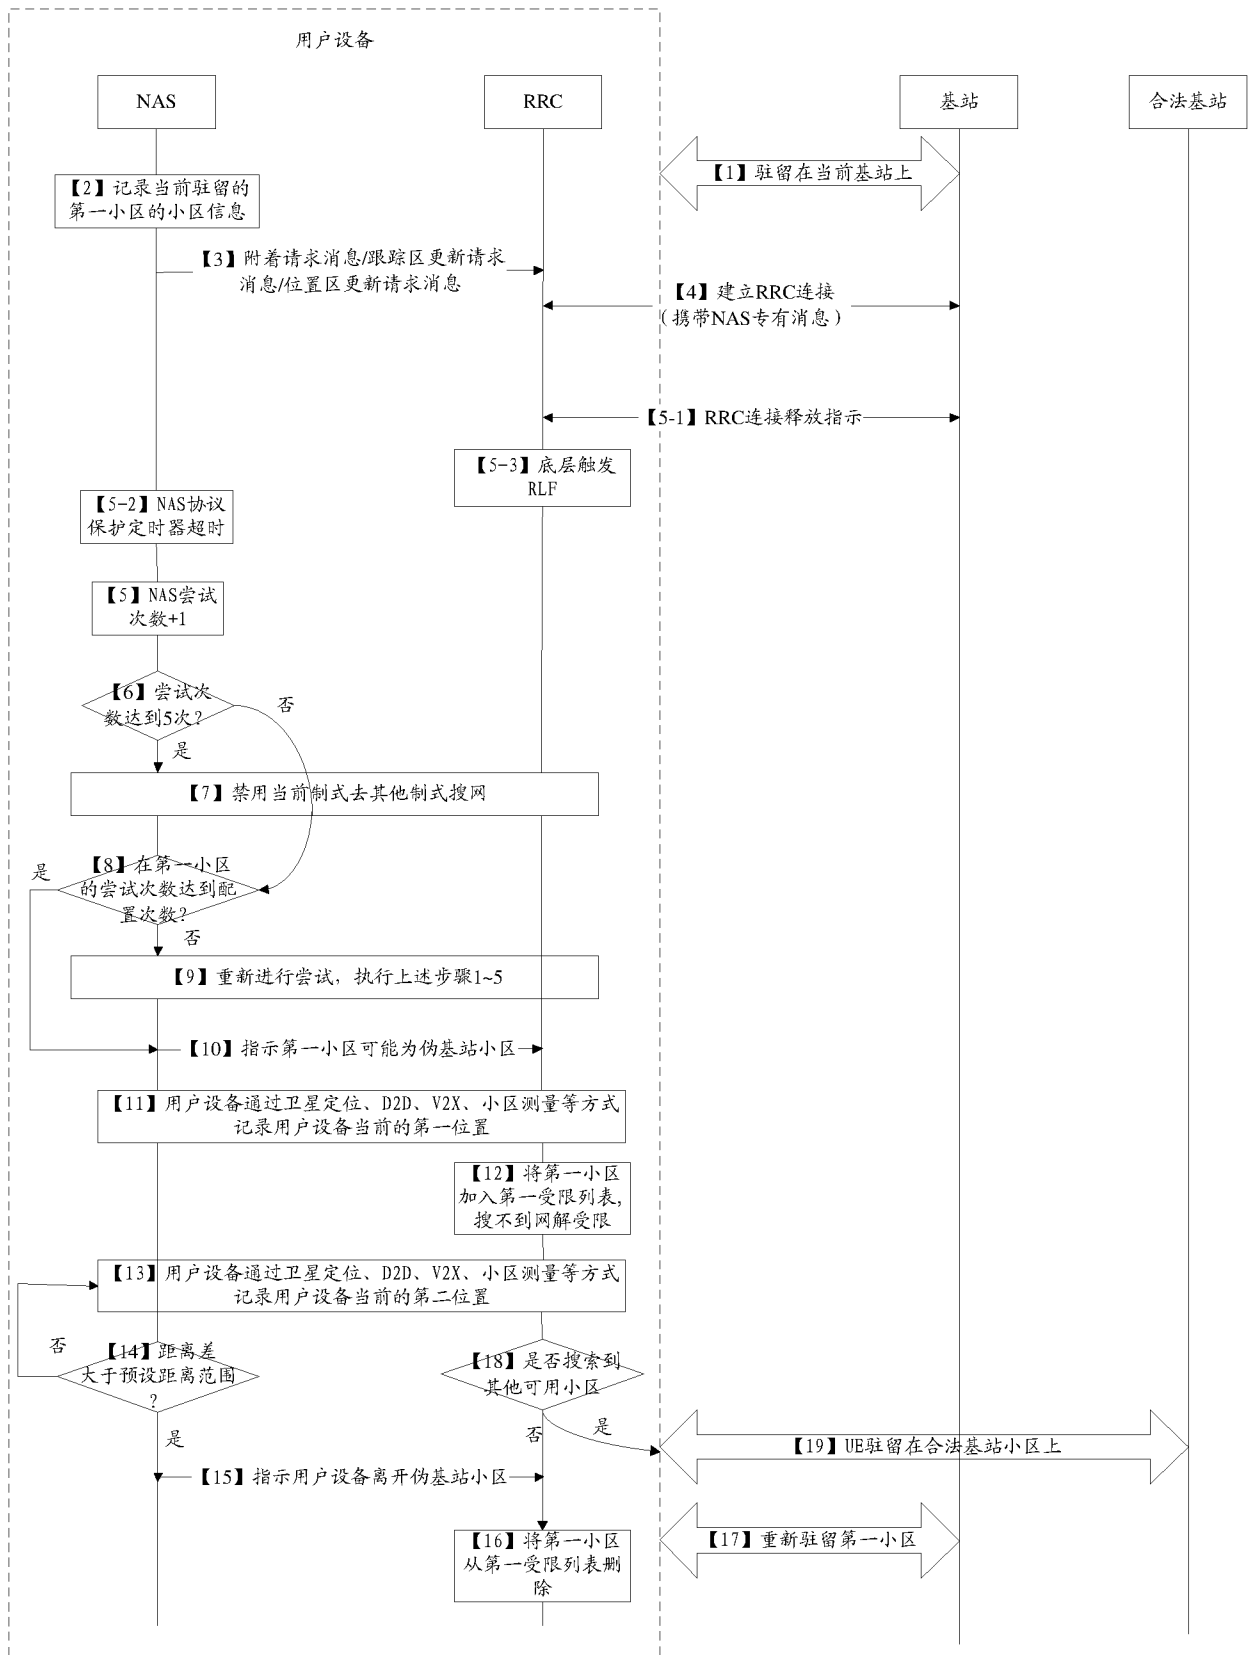 用户设备
NAS
RRC
基站
合法基站
【1】驻留在当前基站上
【2】记录当前驻留的
第一小区的小区信息
【3】附着请求消息/跟踪区更新请求
消息/位置区更新请求消息
【4】建立RRC连接
（携带NAS专有消息）
【5-1】RRC连接释放指示
【5-3】底层触发
RLF
【5-2】NAS协议
保护定时器超时
【5】NAS尝试
次数+1
【6】尝试次
数达到5次？
否
是
【7】禁用当前制式去其他制式搜网
【8】在第一小区
的尝试次数达到配
置次数？
是
否
【9】重新进行尝试，执行上述步骤1~5
【10】指示第一小区可能为伪基站小区
【11】用户设备通过卫星定位、D2D、V2X、小区测量等方式
记录用户设备当前的第一位置
【12】将第一小区
加入第一受限列表，
搜不到网解受限
【13】用户设备通过卫星定位、D2D、V2X、小区测量等方式
记录用户设备当前的第二位置
否
【14】距离差
大于预设距离范围
？
是
【18】是否搜索到
其他可用小区
否
是
【19】UE驻留在合法基站小区上
【15】指示用户设备离开伪基站小区
【16】将第一小区
从第一受限列表删
除
【17】重新驻留第一小区